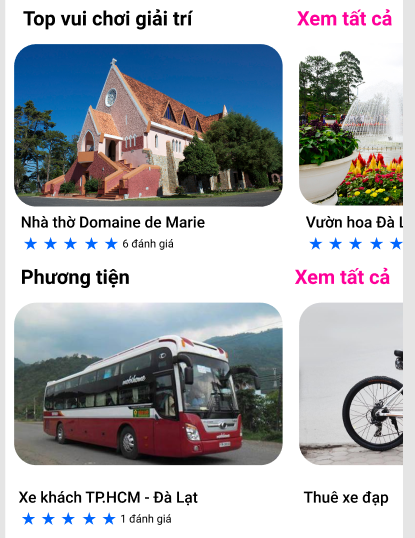 Top vui chơi giải trí Xem tất cả
Nhà thờ Domaine de Marie Vườn hoa Đà L
6 đánh giá
Phương tiện Xem tất cả
Xe khách TP.HCM - Đà Lạt Thuê xe đạp
1 đánh giá